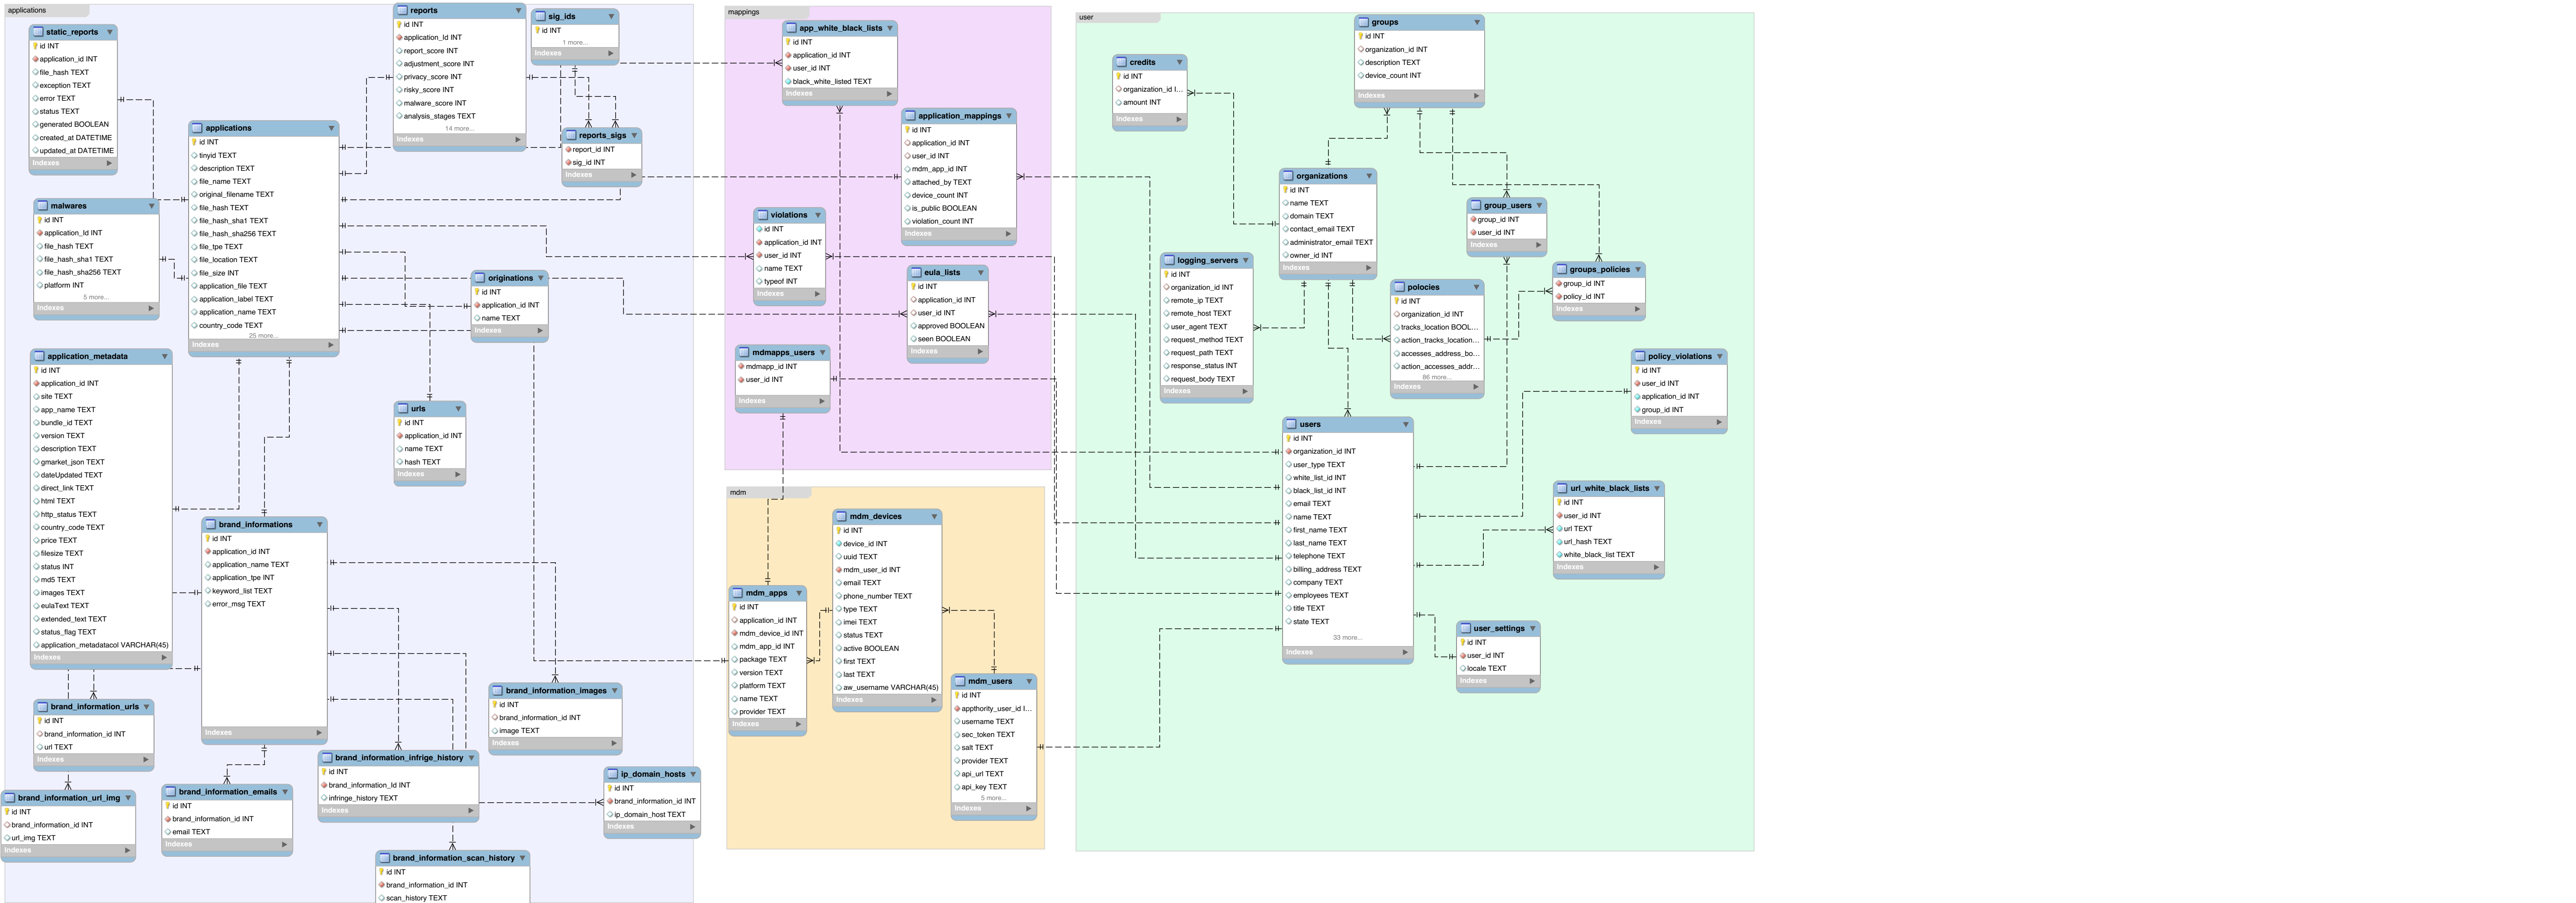 applications
static_reports
id INT
application_id INT
file_hash TEXT
exception TEXT
error TEXT
status TEXT
generated BOOLEAN
created_at DATETIME
updated_at DATETIME
Indexes
malwares
id INT
application_Id INT
file_hash TEXT
file_hash_sha1 TEXT
file_hash_sha256 TEXT
platform INT
5 more...
Indexes
applications
id INT
tinyid TEXT
description TEXT
file_name TEXT
original_filename TEXT
file_hash TEXT
file_hash_sha1 TEXT
file_hash_sha256 TEXT
file_tpe TEXT
file_location TEXT
file_size INT
application_file TEXT
application_label TEXT
application_name TEXT
country_code TEXT
25 more...
Indexes
reports
id INT
application_Id INT
report_score INT
adjustment_score INT
privacy_score INT
risky_score INT
malware_score INT
analysis_stages TEXT
14 more...
Indexes
sig_ids
id INT
1 more...
Indexes
reports_sigs
report_id INT
sig_id INT
Indexes
originations
id INT
application_id INT
name TEXT
Indexes
urls
id INT
application_id INT
name TEXT
hash TEXT
Indexes
application_metadata
id INT
application_id INT
site TEXT
app_name TEXT
bundle_id TEXT
version TEXT
description TEXT
gmarket_json TEXT
dateUpdated TEXT
direct_link TEXT
html TEXT
http_status TEXT
country_code TEXT
price TEXT
filesize TEXT
status INT
md5 TEXT
images TEXT
eulaText TEXT
extended_text TEXT
status_flag TEXT
application_metadatacol VARCHAR(45)
Indexes
brand_informations
id INT
application_id INT
application_name TEXT
application_tpe INT
keyword_list TEXT
error_msg TEXT
Indexes
brand_information_urls
id INT
brand_information_id INT
url TEXT
Indexes
brand_information_url_img
id INT
brand_information_id INT
url_img TEXT
Indexes
brand_information_emails
id INT
brand_information_id INT
email TEXT
Indexes
brand_information_infrige_history
id INT
brand_information_Id INT
infringe_history TEXT
Indexes
brand_information_images
id INT
brand_information_id INT
image TEXT
Indexes
ip_domain_hosts
id INT
brand_information_id INT
ip_domain_host TEXT
Indexes
brand_information_scan_history
id INT
brand_information_id INT
scan_history TEXT
mappings
app_white_black_lists
id INT
application_id INT
user_id INT
black_white_listed TEXT
Indexes
application_mappings
id INT
application_id INT
user_id INT
mdm_app_id INT
attached_by TEXT
device_count INT
is_public BOOLEAN
violation_count INT
Indexes
violations
id INT
application_id INT
user_id INT
name TEXT
typeof INT
Indexes
eula_lists
id INT
application_id INT
user_id INT
approved BOOLEAN
seen BOOLEAN
Indexes
mdmapps_users
mdmapp_id INT
user_id INT
Indexes
mdm
mdm_devices
id INT
device_id INT
uuid TEXT
mdm_user_id INT
email TEXT
phone_number TEXT
type TEXT
imei TEXT
status TEXT
active BOOLEAN
first TEXT
last TEXT
aw_username VARCHAR(45)
Indexes
mdm_apps
id INT
application_id INT
mdm_device_id INT
mdm_app_id INT
package TEXT
version TEXT
platform TEXT
name TEXT
provider TEXT
Indexes
mdm_users
id INT
appthority_user_id I...
username TEXT
sec_token TEXT
salt TEXT
provider TEXT
api_url TEXT
api_key TEXT
5 more...
Indexes
user
credits
id INT
organization_id I...
amount INT
Indexes
groups
id INT
organization_id INT
description TEXT
device_count INT
Indexes
organizations
id INT
name TEXT
domain TEXT
contact_email TEXT
administrator_email TEXT
owner_id INT
Indexes
group_users
group_id INT
user_id INT
Indexes
logging_servers
id INT
organization_id INT
remote_ip TEXT
remote_host TEXT
user_agent TEXT
request_method TEXT
request_path TEXT
response_status INT
request_body TEXT
Indexes
polocies
id INT
organization_id INT
tracks_location BOOL...
action_tracks_location...
accesses_address_bo...
action_accesses_addr...
86 more...
Indexes
groups_policies
group_id INT
policy_id INT
Indexes
policy_violations
id INT
user_id INT
application_id INT
group_id INT
Indexes
users
id INT
organization_id INT
user_type TEXT
white_list_id INT
black_list_id INT
email TEXT
name TEXT
first_name TEXT
last_name TEXT
telephone TEXT
billing_address TEXT
company TEXT
employees TEXT
title TEXT
state TEXT
33 more...
Indexes
url_white_black_lists
id INT
user_id INT
url TEXT
url_hash TEXT
white_black_list TEXT
Indexes
user_settings
id INT
user_id INT
locale TEXT
Indexes